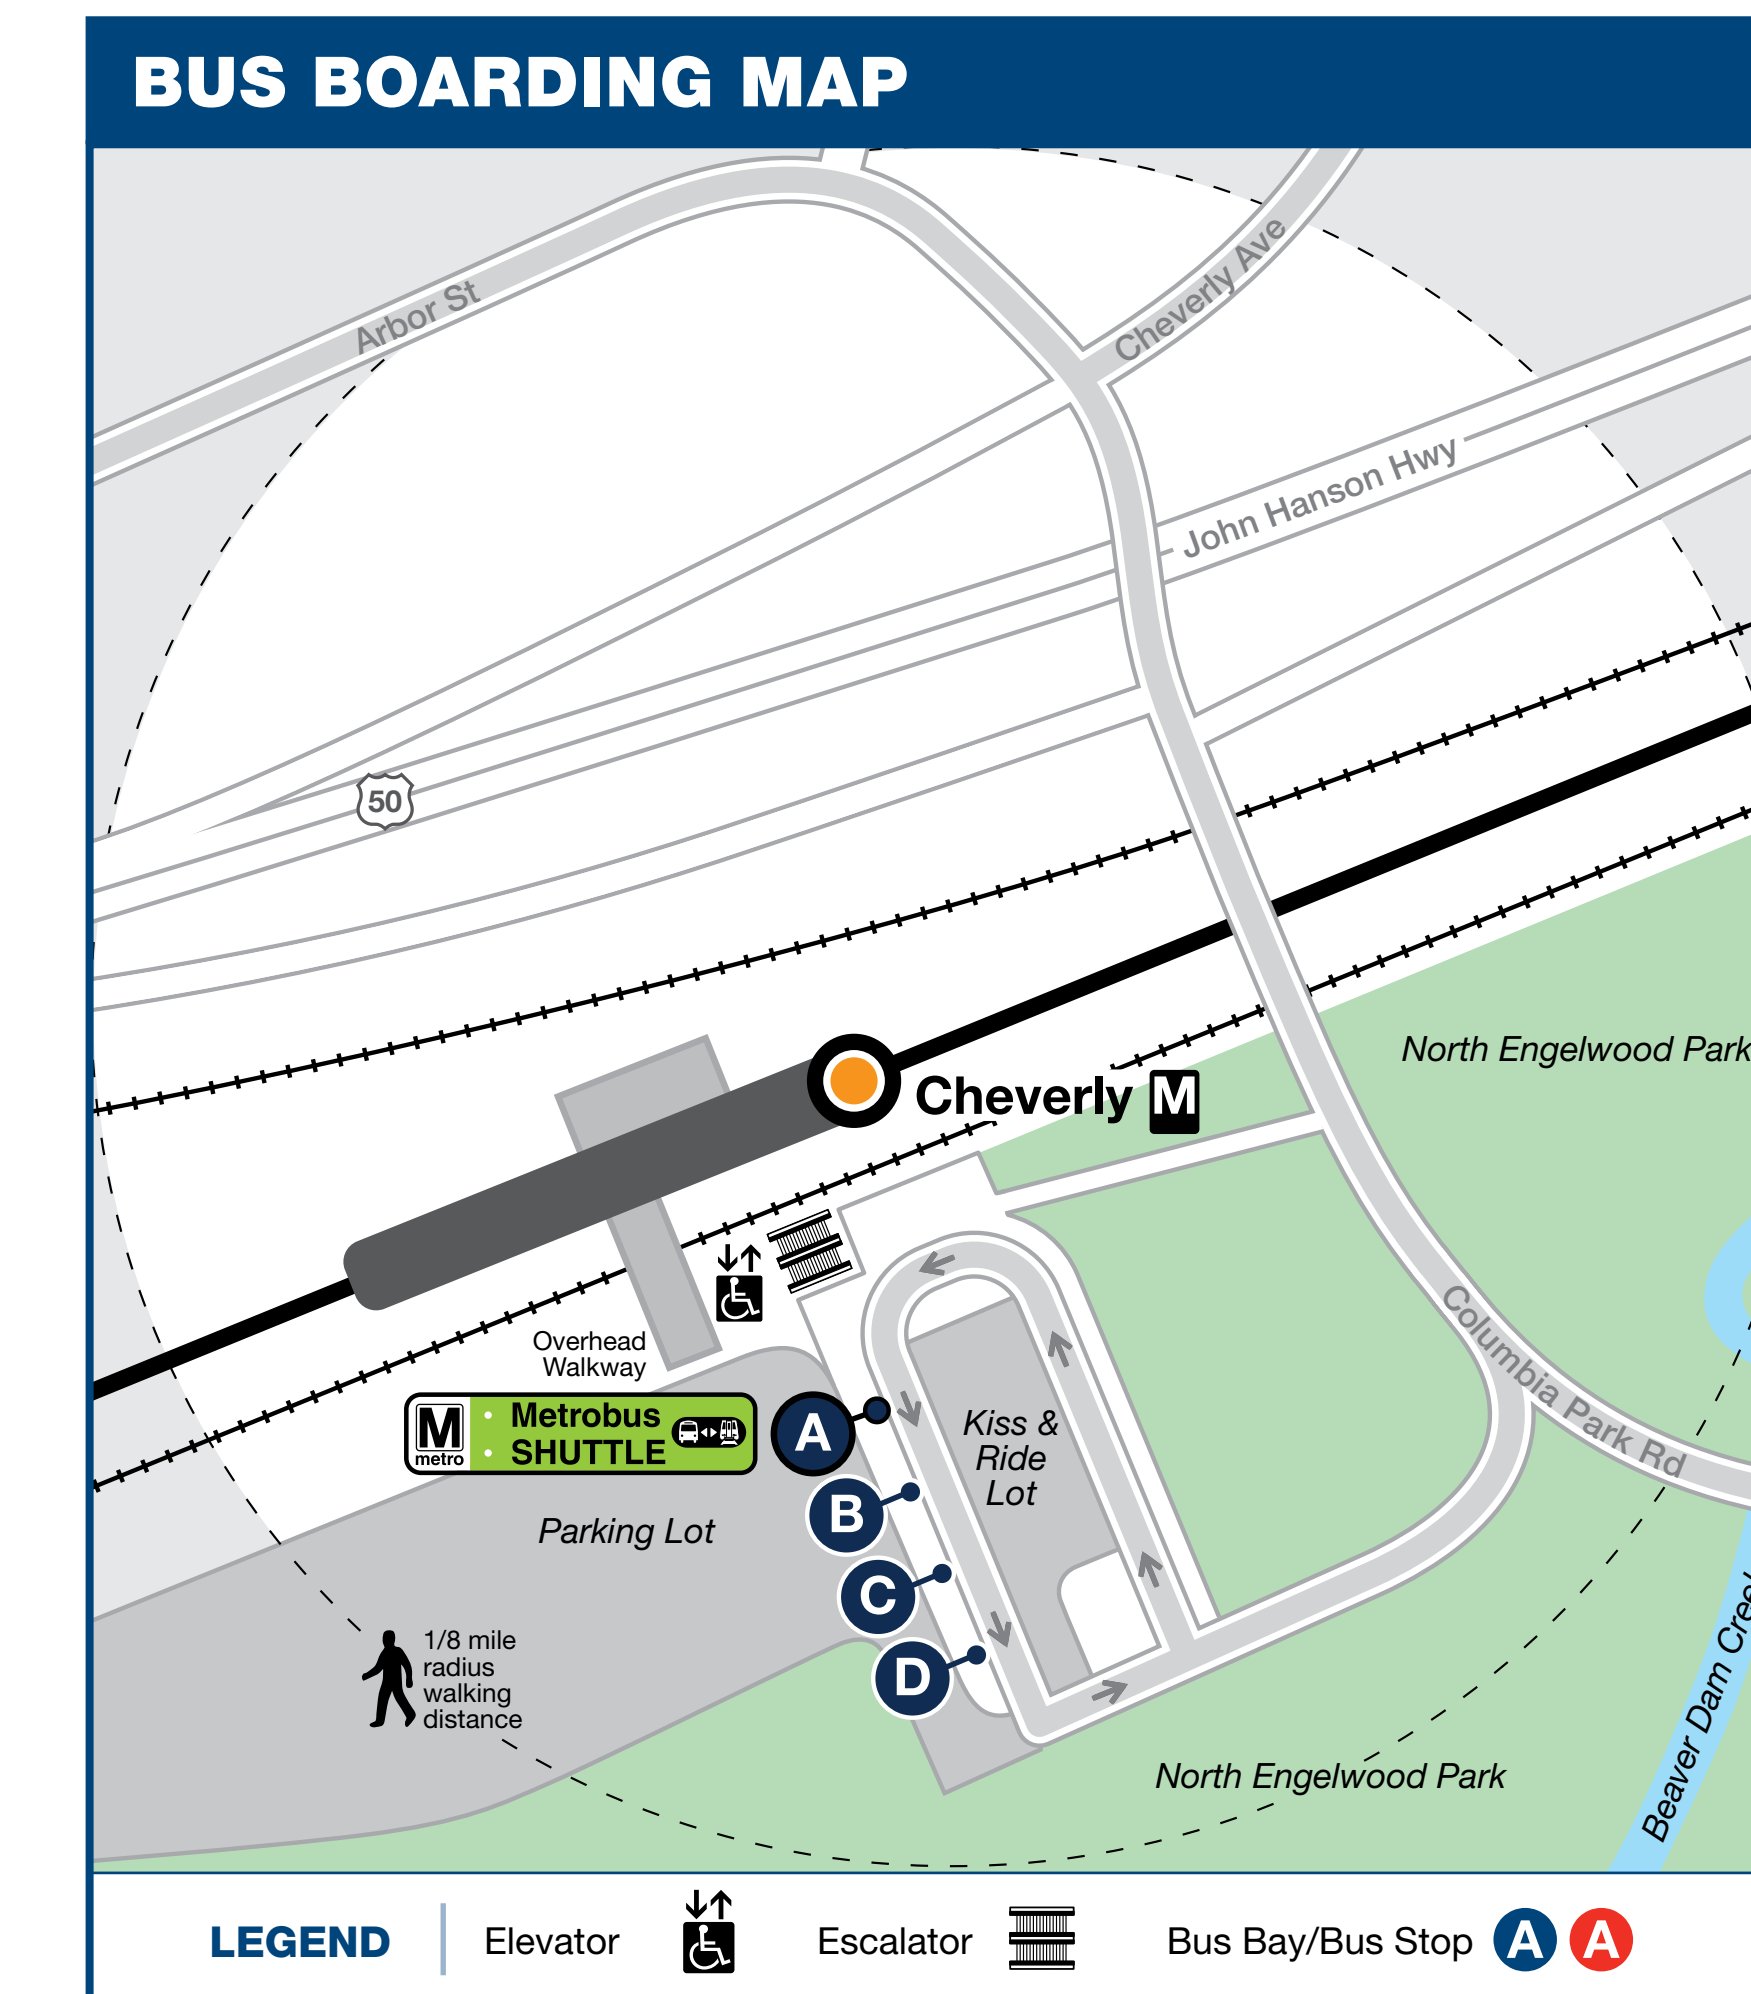 BUS BOARDING MAP
Arbor St
Cheverly Ave
John Hanson Hwy
50
North Engelwood Park
Cheverly M
Overhead
Walkway
M
metro
• Metrobus
• SHUTTLE
A
B
C
D
Kiss &
Ride
Lot
Columbia Park Rd
Parking Lot
1/8 mile
radius
walking
distance
North Engelwood Park
Beaver Dam Creek
LEGEND
Elevator
Escalator
Bus Bay/Bus Stop A A